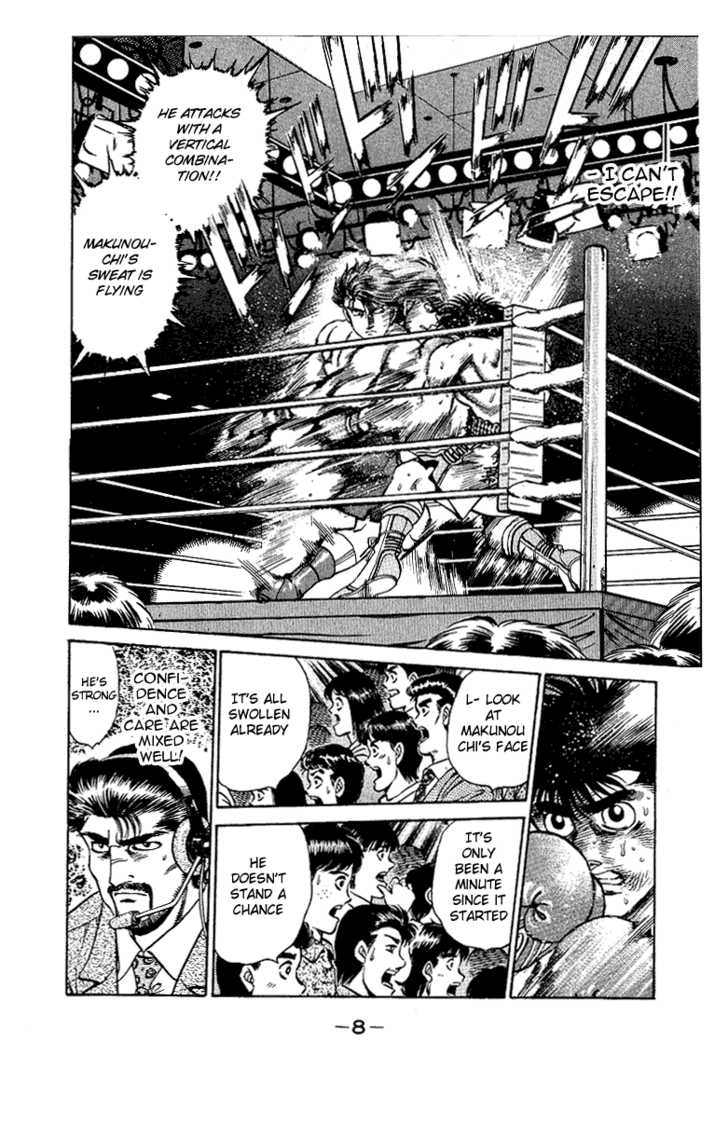 - I CAN'T
ESCAPE!!
HE ATTACKS
WITH A
VERTICAL
COMBINA-
TION!!
MAKUNOU-
CHI'S
SWEAT IS
FLYING
L- LOOK
AT
MAKUNOU
CHI'S FACE
IT'S ALL
SWOLLEN
ALREADY
IT'S
ONLY
BEEN A
MINUTE
SINCE IT
STARTED
HE
DOESN'T
STAND A
CHANCE
CONFI-
DENCE
AND
CARE ARE
MIXED
WELL!
HE'S
STRONG
...
-8-